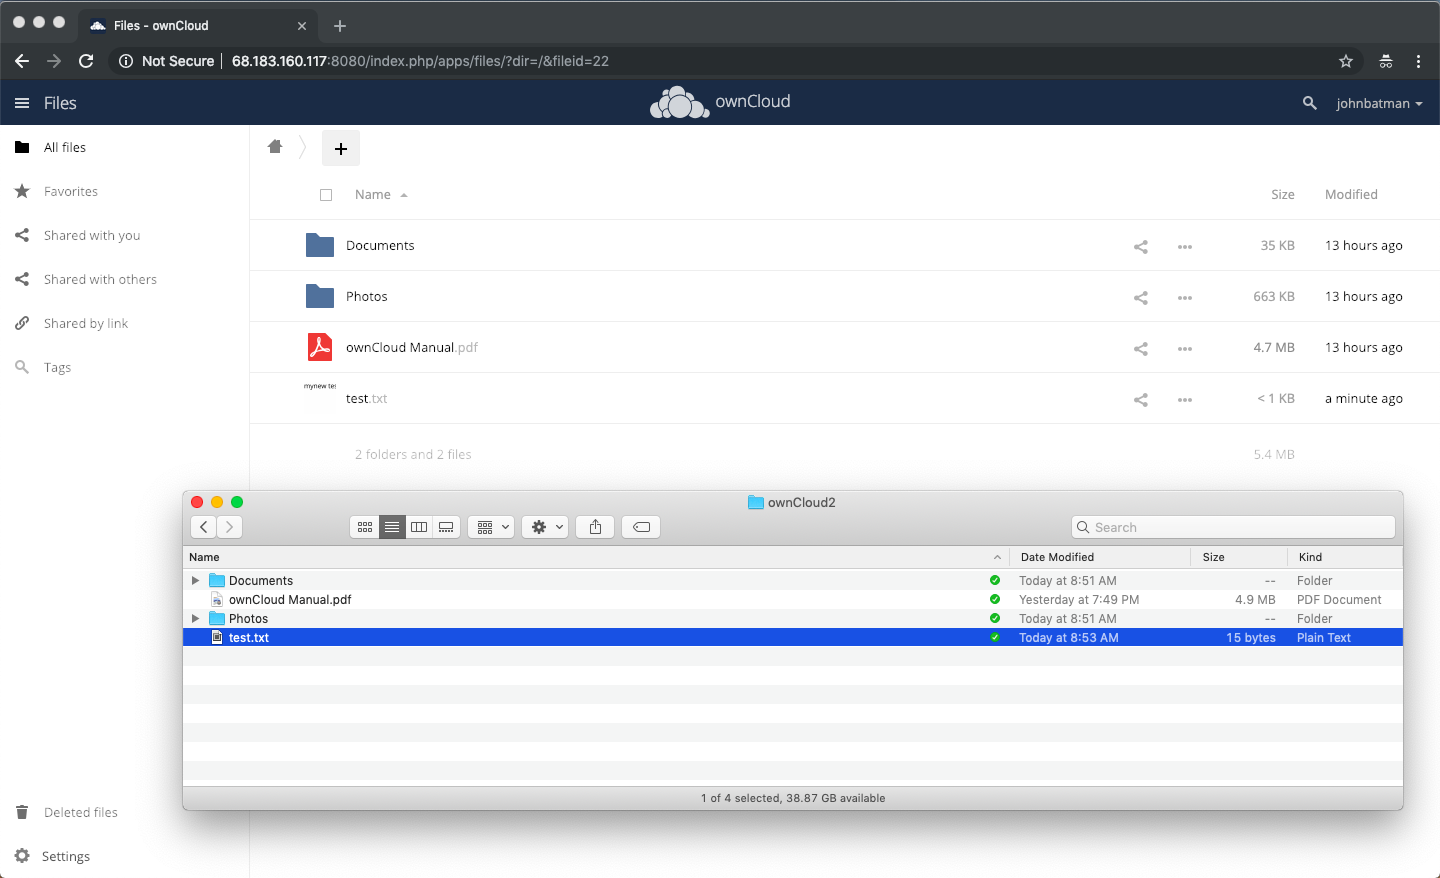 Files - ownCloud
Not Secure 68.183.160.117:8080/index.php/apps/files/?dir=/&fileid=22
Files ownCloud johnbatman
All files
Favorites
Shared with you
Shared with others
Shared by link
Tags
Deleted files
Settings
Name Size Modified
Documents 35 KB 13 hours ago
Photos 663 KB 13 hours ago
ownCloud Manual.pdf 4.7 MB 13 hours ago
mynew
test.txt < 1 KB a minute ago
2 folders and 2 files 5.4 MB
ownCloud2
Search
Name Date Modified Size Kind
Documents Today at 8:51 AM -- Folder
ownCloud Manual.pdf Yesterday at 7:49 PM 4.9 MB PDF Document
Photos Today at 8:51 AM -- Folder
test.txt Today at 8:53 AM 15 bytes Plain Text
1 of 4 selected, 38.87 GB available